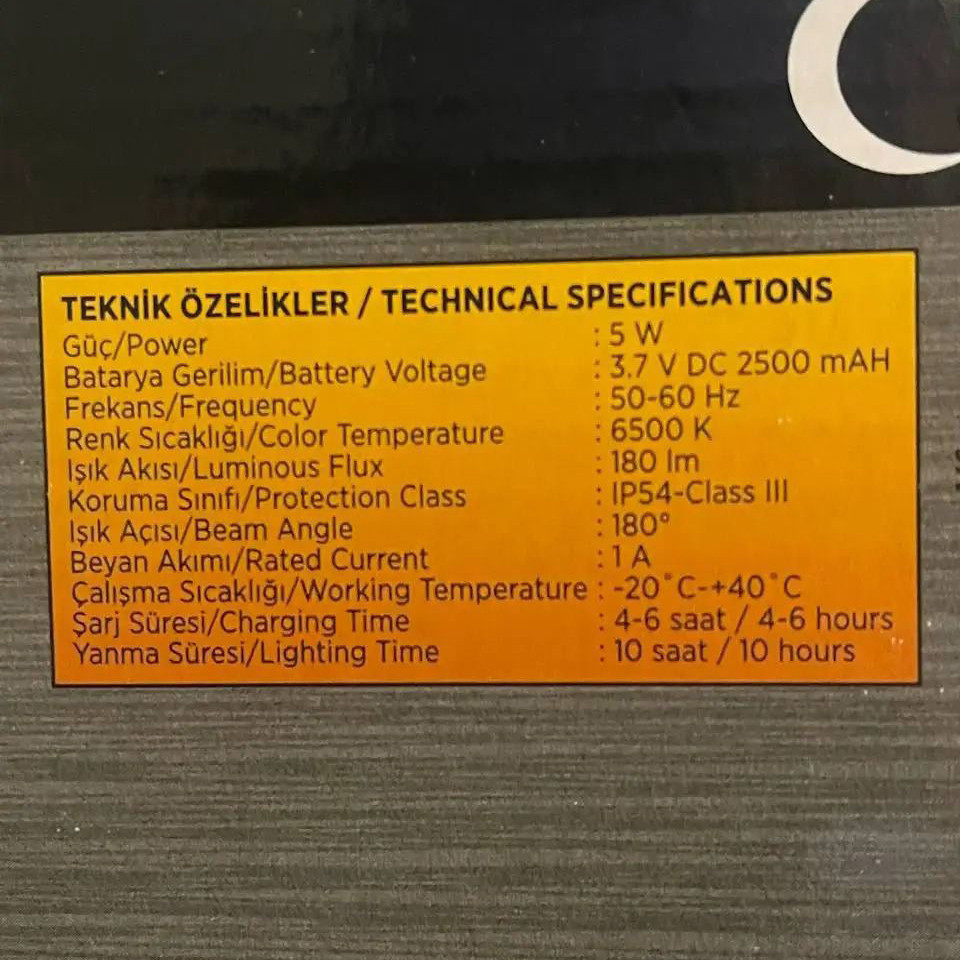 TEKNİK ÖZELİKLER / TECHNICAL SPECIFICATIONS
Güç/Power : 5 W
Batarya Gerilim/Battery Voltage : 3.7 V DC 2500 mAH
Frekans/Frequency : 50-60 Hz
Renk Sıcaklığı/Color Temperature : 6500 K
Işık Akısı/Luminous Flux : 180 lm
Koruma Sınıfı/Protection Class : IP54-Class III
Işık Açısı/Beam Angle : 180°
Beyan Akımı/Rated Current : 1 A
Çalışma Sıcaklığı/Working Temperature : -20°C-+40°C
Şarj Süresi/Charging Time : 4-6 saat / 4-6 hours
Yanma Süresi/Lighting Time : 10 saat / 10 hours